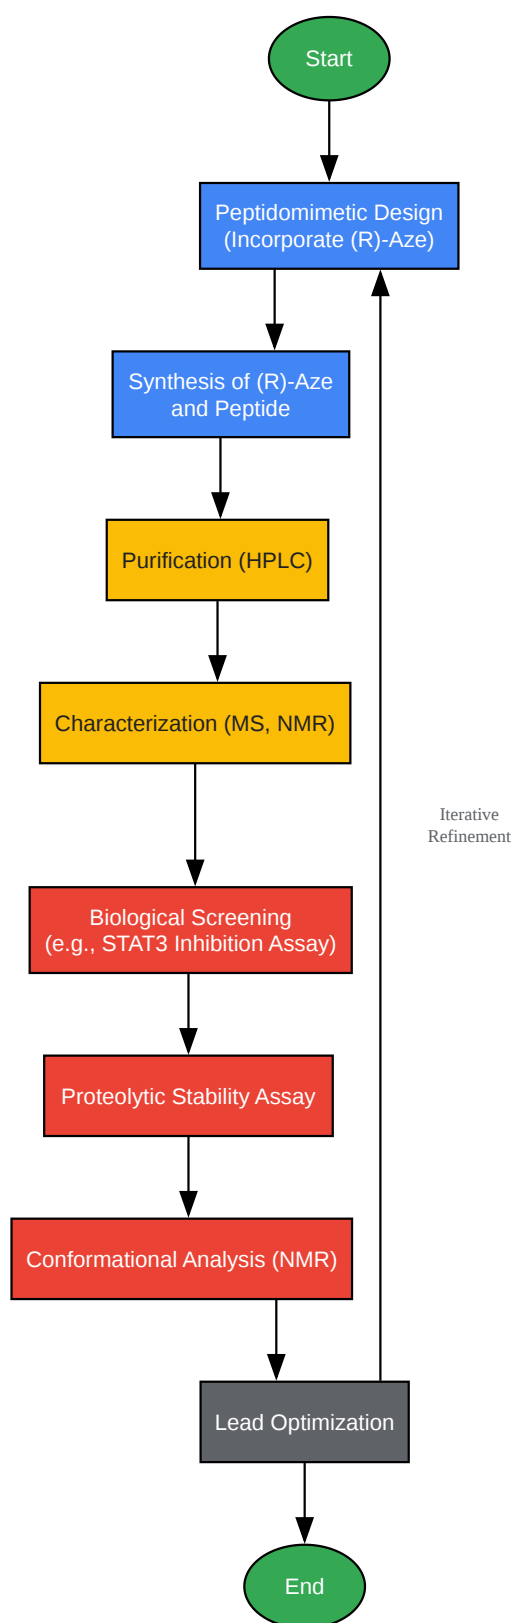 Start
Peptidomimetic Design
(Incorporate (R)-Aze)
Synthesis of (R)-Aze
and Peptide
Purification (HPLC)
Characterization (MS, NMR)
Iterative
Refinement
Biological Screening
(e.g., STAT3 Inhibition Assay)
Proteolytic Stability Assay
Conformational Analysis (NMR)
Lead Optimization
End